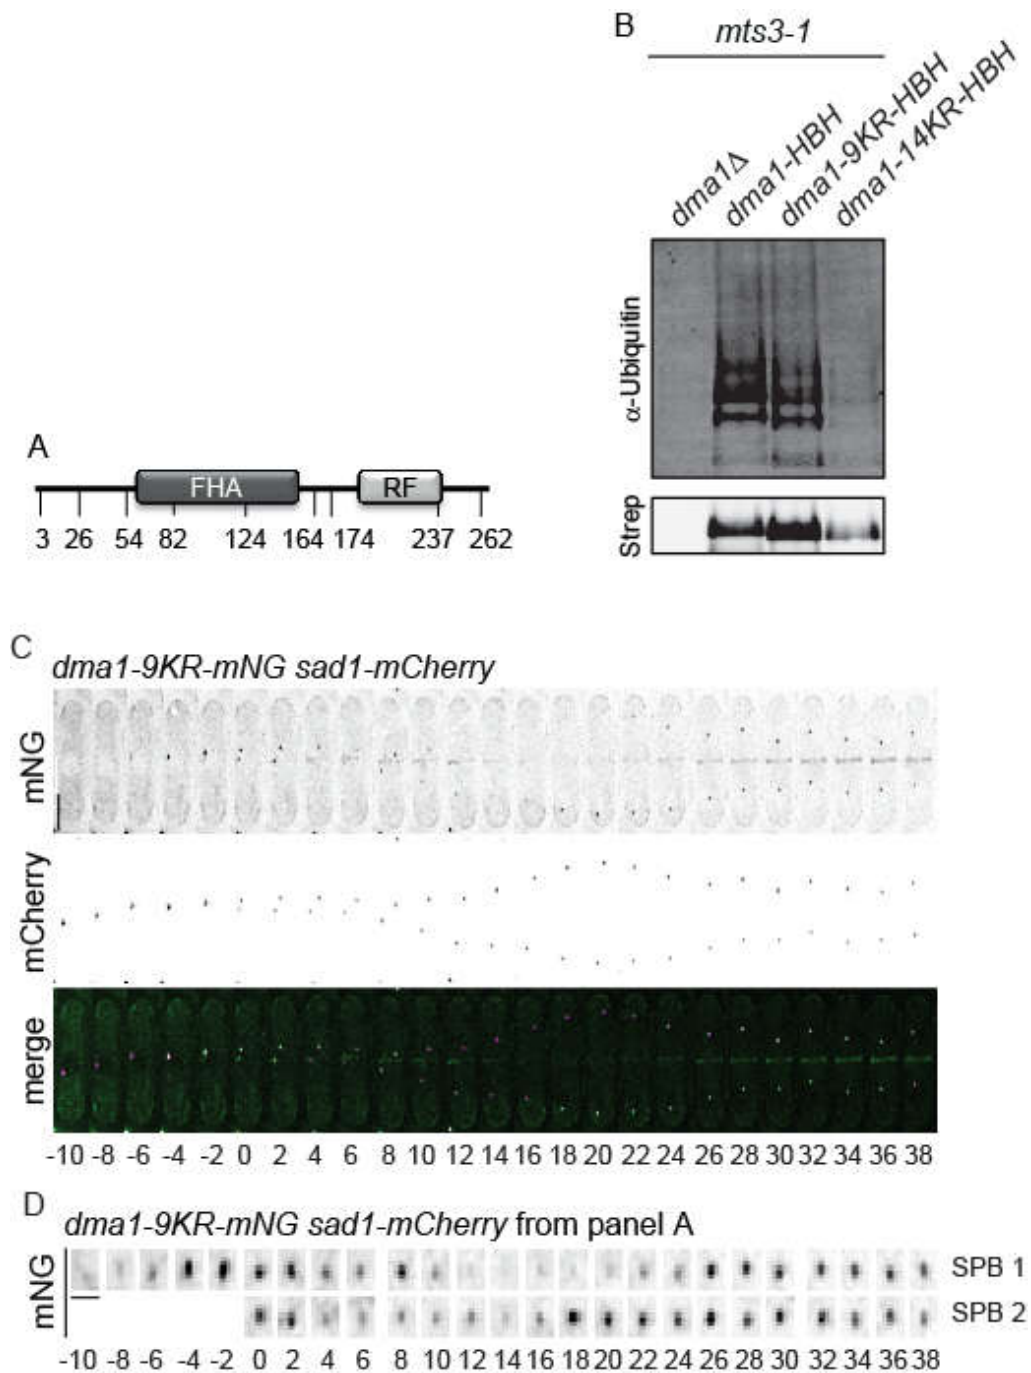 A
FHA RF
3 26 54 82 124 164 174 237 262
B
mts3-1
dma1Δ
dma1-HBH
dma1-9KR-HBH
dma1-14KR-HBH
α-Ubiquitin
Strep
C
dma1-9KR-mNG sad1-mCherry
mNG
mCherry
merge
-10 -8 -6 -4 -2 0 2 4 6 8 10 12 14 16 18 20 22 24 26 28 30 32 34 36 38
D
dma1-9KR-mNG sad1-mCherry from panel A
mNG
SPB 1
SPB 2
-10 -8 -6 -4 -2 0 2 4 6 8 10 12 14 16 18 20 22 24 26 28 30 32 34 36 38